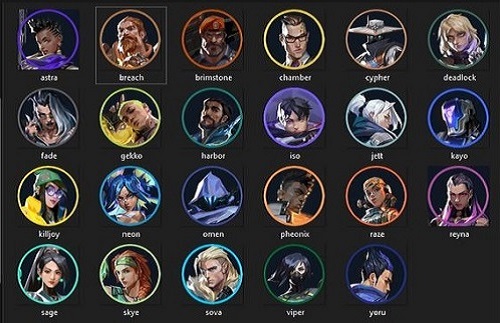 astra breach brimstone chamber cypher deadlock
fade gekko harbor iso jett kayo
killjoy neon omen pheonix raze reyna
sage skye sova viper yoru